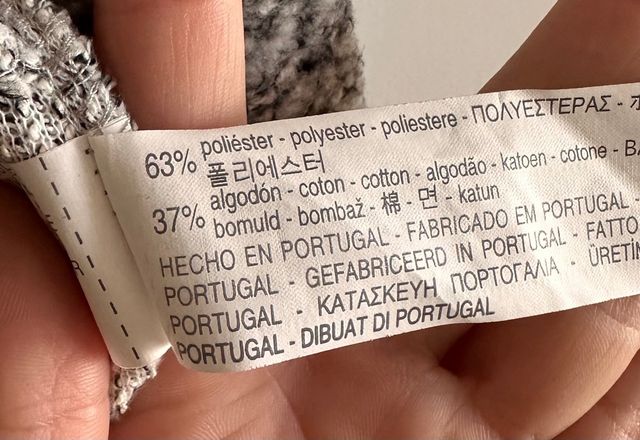 63% poliéster - polyester - poliestere - ΠΟΛΥΕΣΤΕΡΑΣ -
폴리에스터
37% algodón - coton - cotton - algodão - katoen - cotone -
bomuld - bombaž - 棉 - 면 - katun
HECHO EN PORTUGAL - FABRICADO EM PORTUGAL
PORTUGAL - GEFABRICEERD IN PORTUGAL - FATTO
PORTUGAL - ΚΑΤΑΣΚΕΥΗ ΠΟΡΤΟΓΑΛΙΑ -
PORTUGAL - DIBUAT DI PORTUGAL